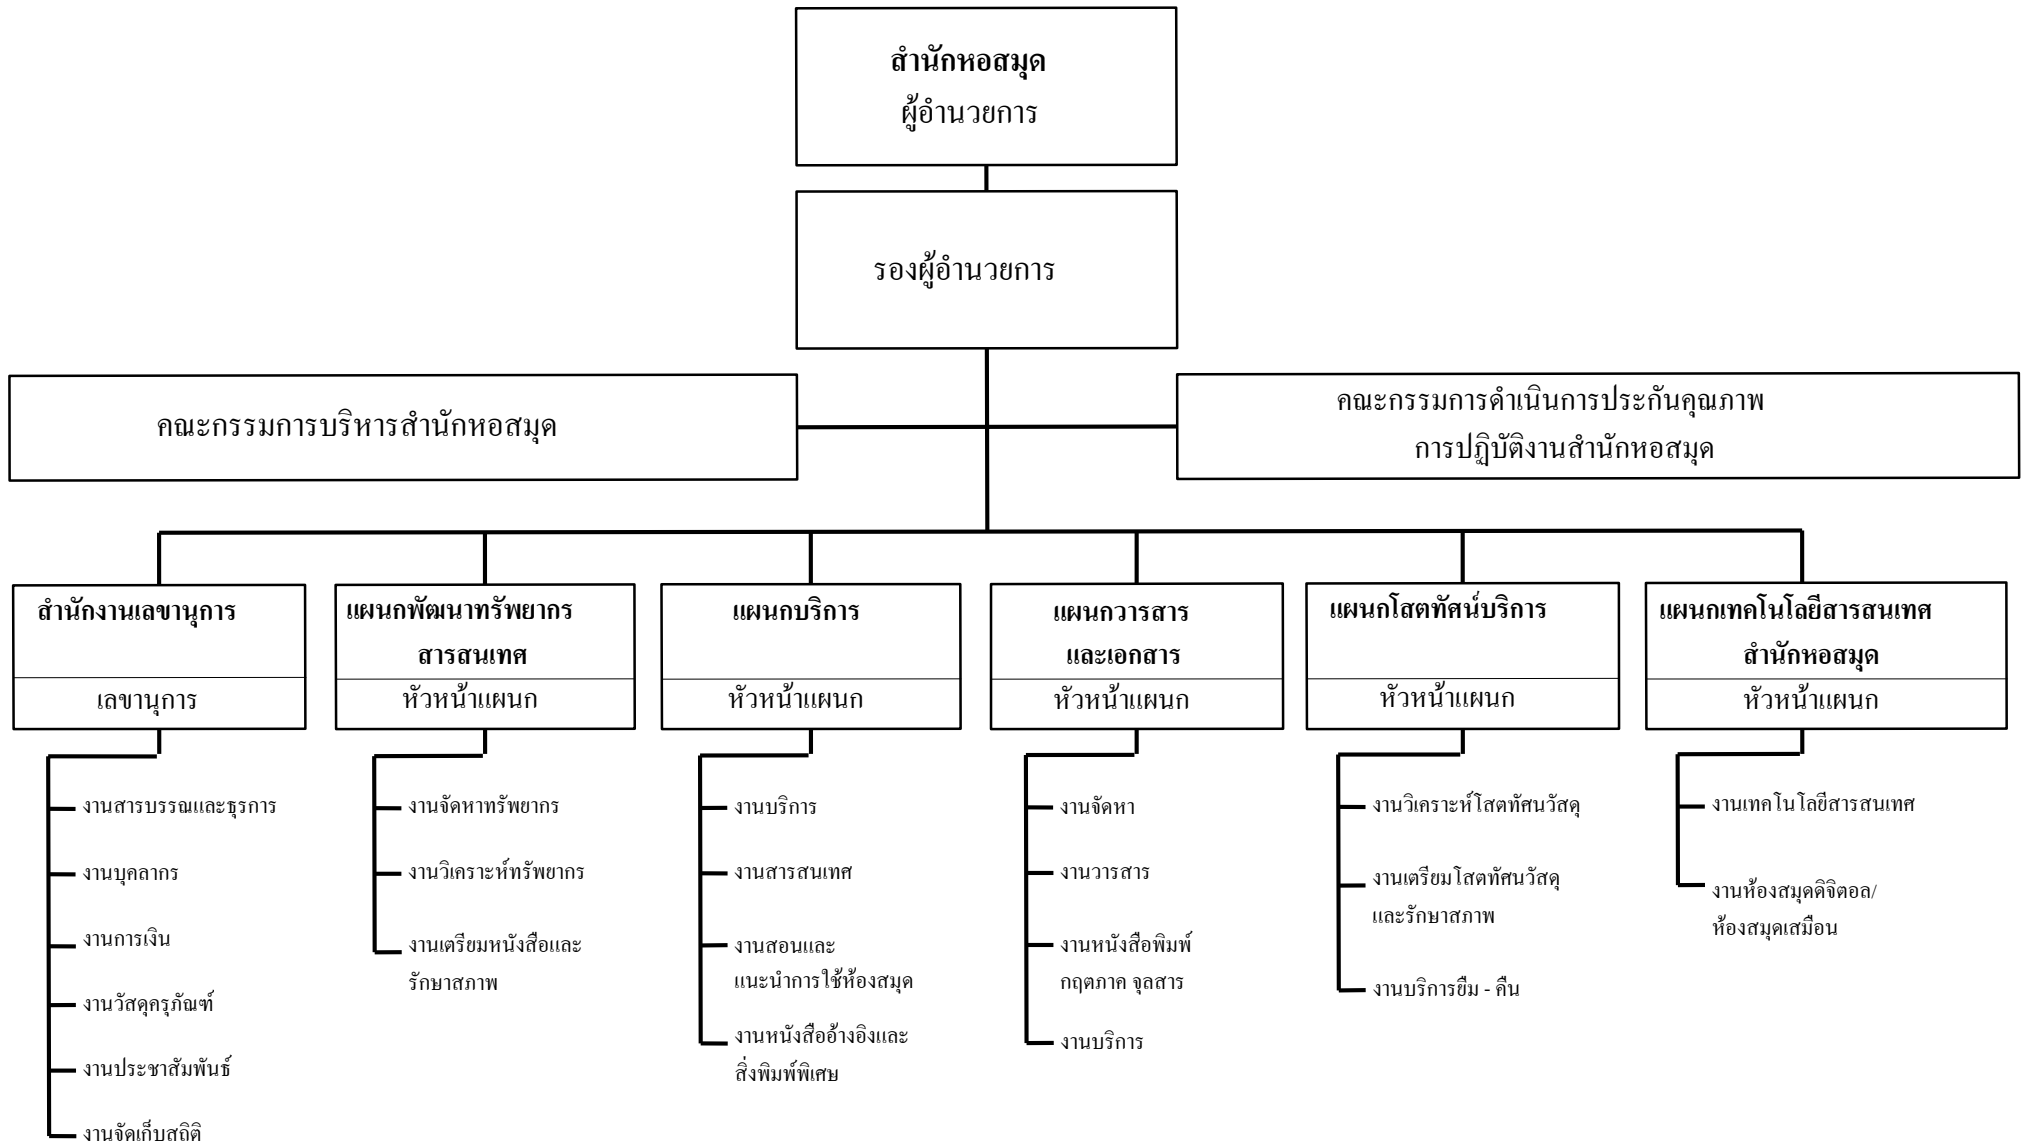 สำนักหอสมุด
ผู้อำนวยการ
รองผู้อำนวยการ
คณะกรรมการบริหารสำนักหอสมุด
คณะกรรมการดำเนินการประกันคุณภาพ
การปฏิบัติงานสำนักหอสมุด
สำนักงานเลขานุการ
เลขานุการ
งานสารบรรณและธุรการ
งานบุคลากร
งานการเงิน
งานวัสดุครุภัณฑ์
งานประชาสัมพันธ์
งานจัดเก็บสถิติ
แผนกพัฒนาทรัพยากร
สารสนเทศ
หัวหน้าแผนก
งานจัดหาทรัพยากร
งานวิเคราะห์ทรัพยากร
งานเตรียมหนังสือและ
รักษาสภาพ
แผนกบริการ
หัวหน้าแผนก
งานบริการ
งานสารสนเทศ
งานสอนและ
แนะนำการใช้ห้องสมุด
งานหนังสืออ้างอิงและ
สิ่งพิมพ์พิเศษ
แผนกวารสาร
และเอกสาร
หัวหน้าแผนก
งานจัดหา
งานวารสาร
งานหนังสือพิมพ์
กฤตภาค จุลสาร
งานบริการ
แผนกโสตทัศน์บริการ
หัวหน้าแผนก
งานวิเคราะห์โสตทัศนวัสดุ
งานเตรียมโสตทัศนวัสดุ
และรักษาสภาพ
งานบริการยืม - คืน
แผนกเทคโนโลยีสารสนเทศ
สำนักหอสมุด
หัวหน้าแผนก
งานเทคโนโลยีสารสนเทศ
งานห้องสมุดดิจิตอล/
ห้องสมุดเสมือน